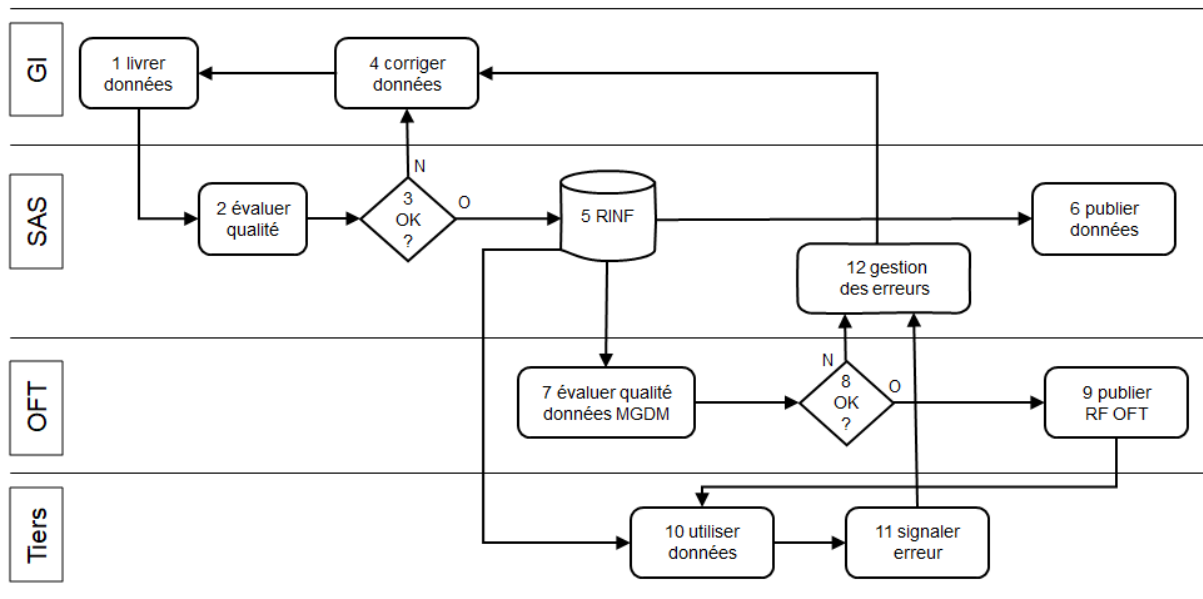 GI
1 livrer
données
4 corriger
données
SAS
2 évaluer
qualité
N
3
OK
?
O
5 RINF
6 publier
données
12 gestion
des erreurs
OFT
7 évaluer qualité
données MGDM
N
8
OK
?
O
9 publier
RF OFT
Tiers
10 utiliser
données
11 signaler
erreur